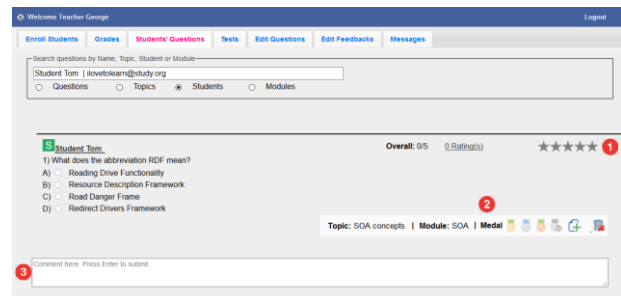 Welcome Teacher George Logout
Enroll Students Grades Students' Questions Tests Edit Questions Edit Feedbacks Messages
Search questions by Name, Topic, Student or Module
Student Tom | ilovetolearn@study.org
Questions Topics Students Modules
S Student Tom Overall: 0/5 0 Rating(s) 1
1) What does the abbreviation RDF mean?
A) Reading Drive Functionality
B) Resource Description Framework
C) Road Danger Frame
D) Redirect Drivers Framework
2
Topic: SOA concepts | Module: SOA | Medal
3 Comment here. Press Enter to submit